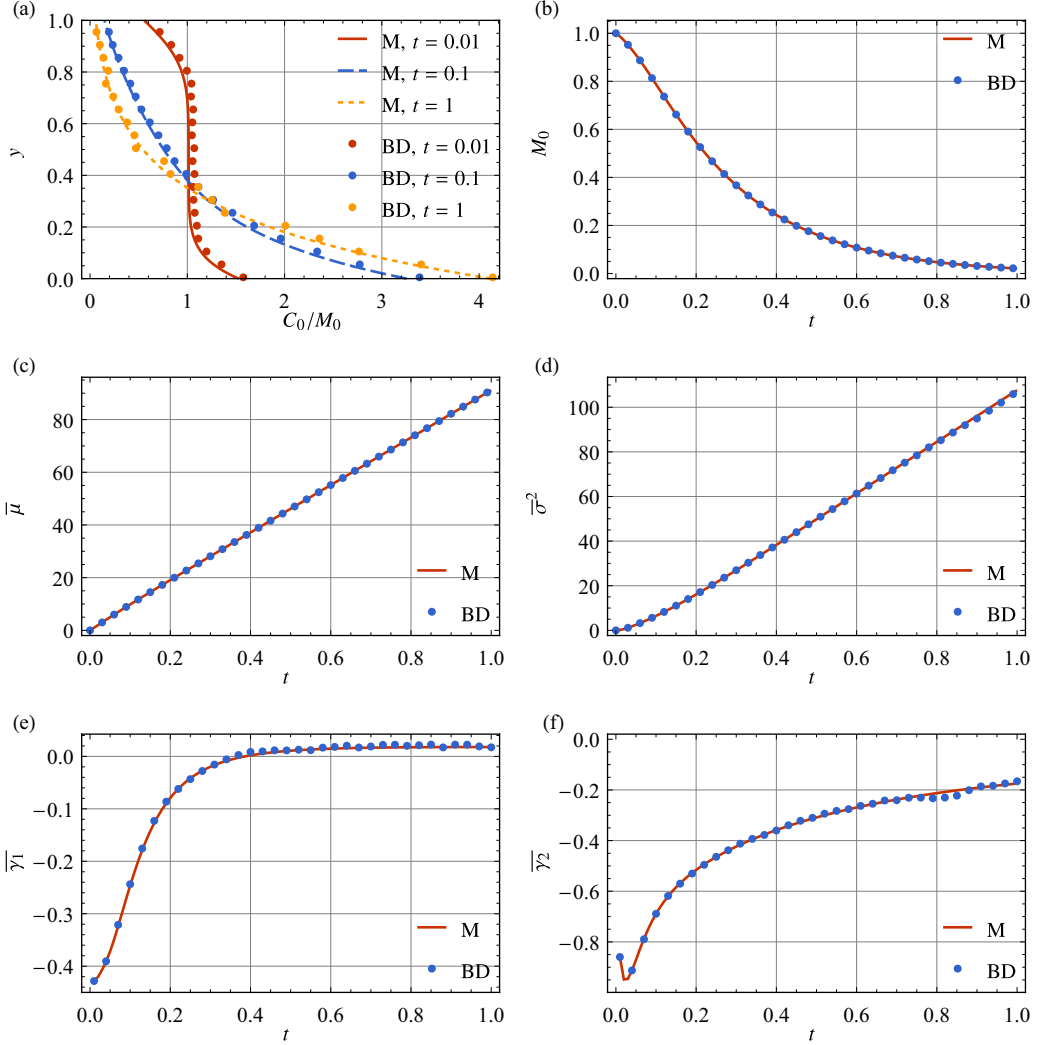 (a)
1.0
0.8
0.6
0.4
0.2
0.0
y
0
1
2
3
4
C₀/M₀
M, t = 0.01
M, t = 0.1
M, t = 1
BD, t = 0.01
BD, t = 0.1
BD, t = 1
(b)
1.0
0.8
0.6
0.4
0.2
0.0
M₀
0.0
0.2
0.4
0.6
0.8
1.0
t
M
BD
(c)
80
60
40
20
0
μ̅
0.0
0.2
0.4
0.6
0.8
1.0
t
M
BD
(d)
100
80
60
40
20
0
σ̅²
0.0
0.2
0.4
0.6
0.8
1.0
t
M
BD
(e)
0.0
−0.1
−0.2
−0.3
−0.4
γ̅₁
0.0
0.2
0.4
0.6
0.8
1.0
t
M
BD
(f)
0.0
−0.2
−0.4
−0.6
−0.8
γ̅₂
0.0
0.2
0.4
0.6
0.8
1.0
t
M
BD